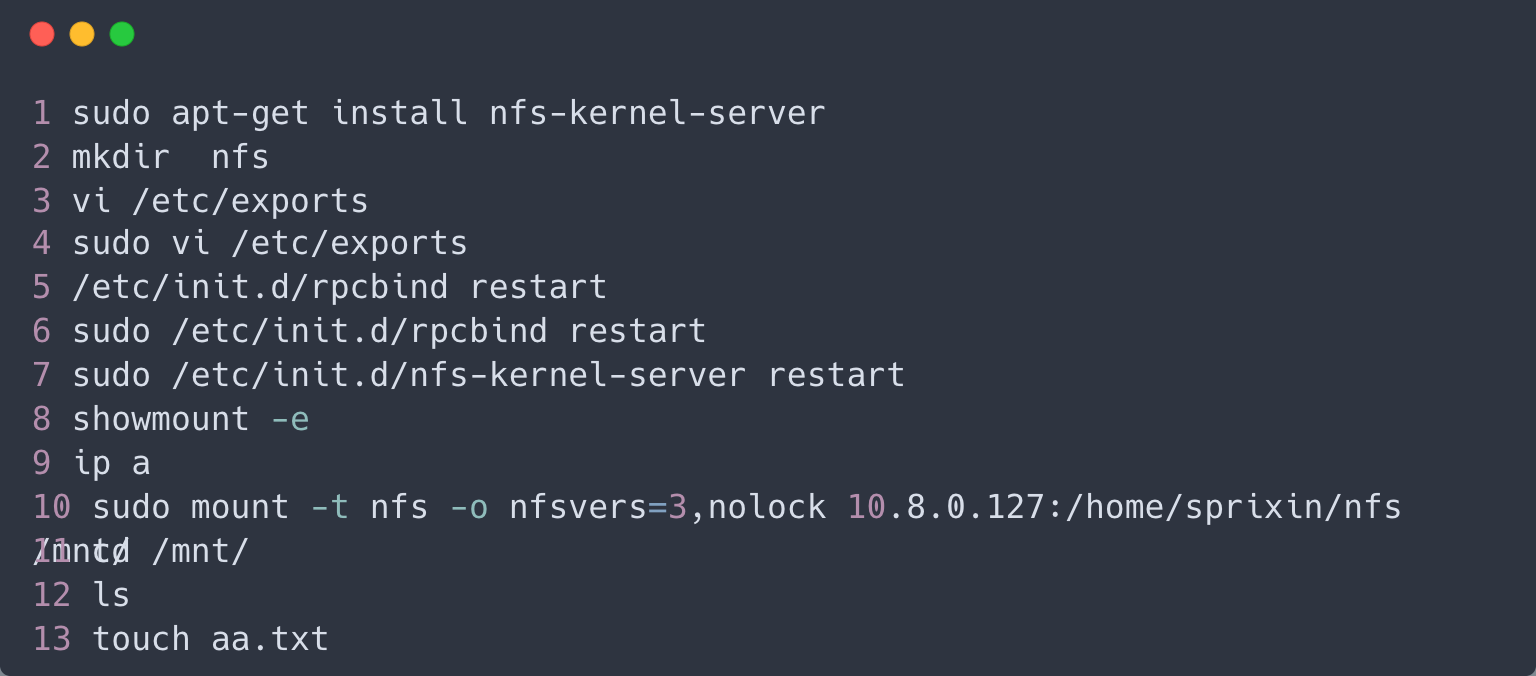 1 sudo apt-get install nfs-kernel-server
2 mkdir  nfs
3 vi /etc/exports
4 sudo vi /etc/exports
5 /etc/init.d/rpcbind restart
6 sudo /etc/init.d/rpcbind restart
7 sudo /etc/init.d/nfs-kernel-server restart
8 showmount -e
9 ip a
10 sudo mount -t nfs -o nfsvers=3,nolock 10.8.0.127:/home/sprixin/nfs
/mnt/
11 cd /mnt/
12 ls
13 touch aa.txt